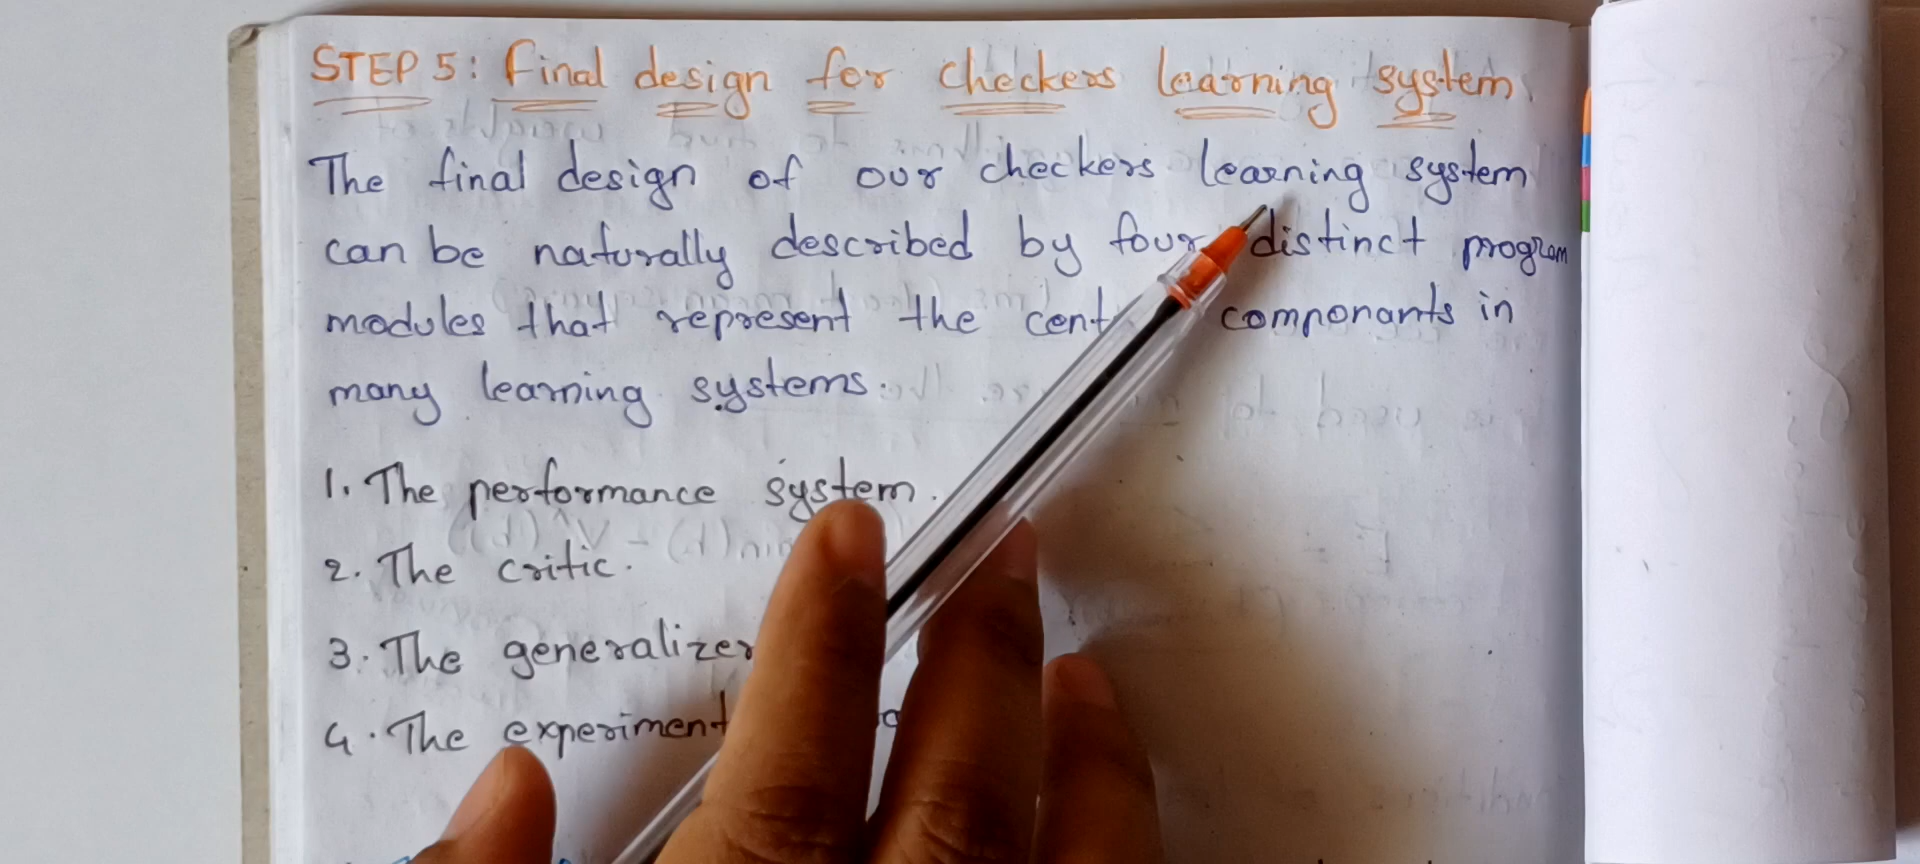 STEP 5: final design for checkers learning system.
The final design of our checkers learning system
can be naturally described by four distinct program
modules that represent the componants in
many learning systems.
1. The performance system.
2. The critic.
3. The generalizer
4. The